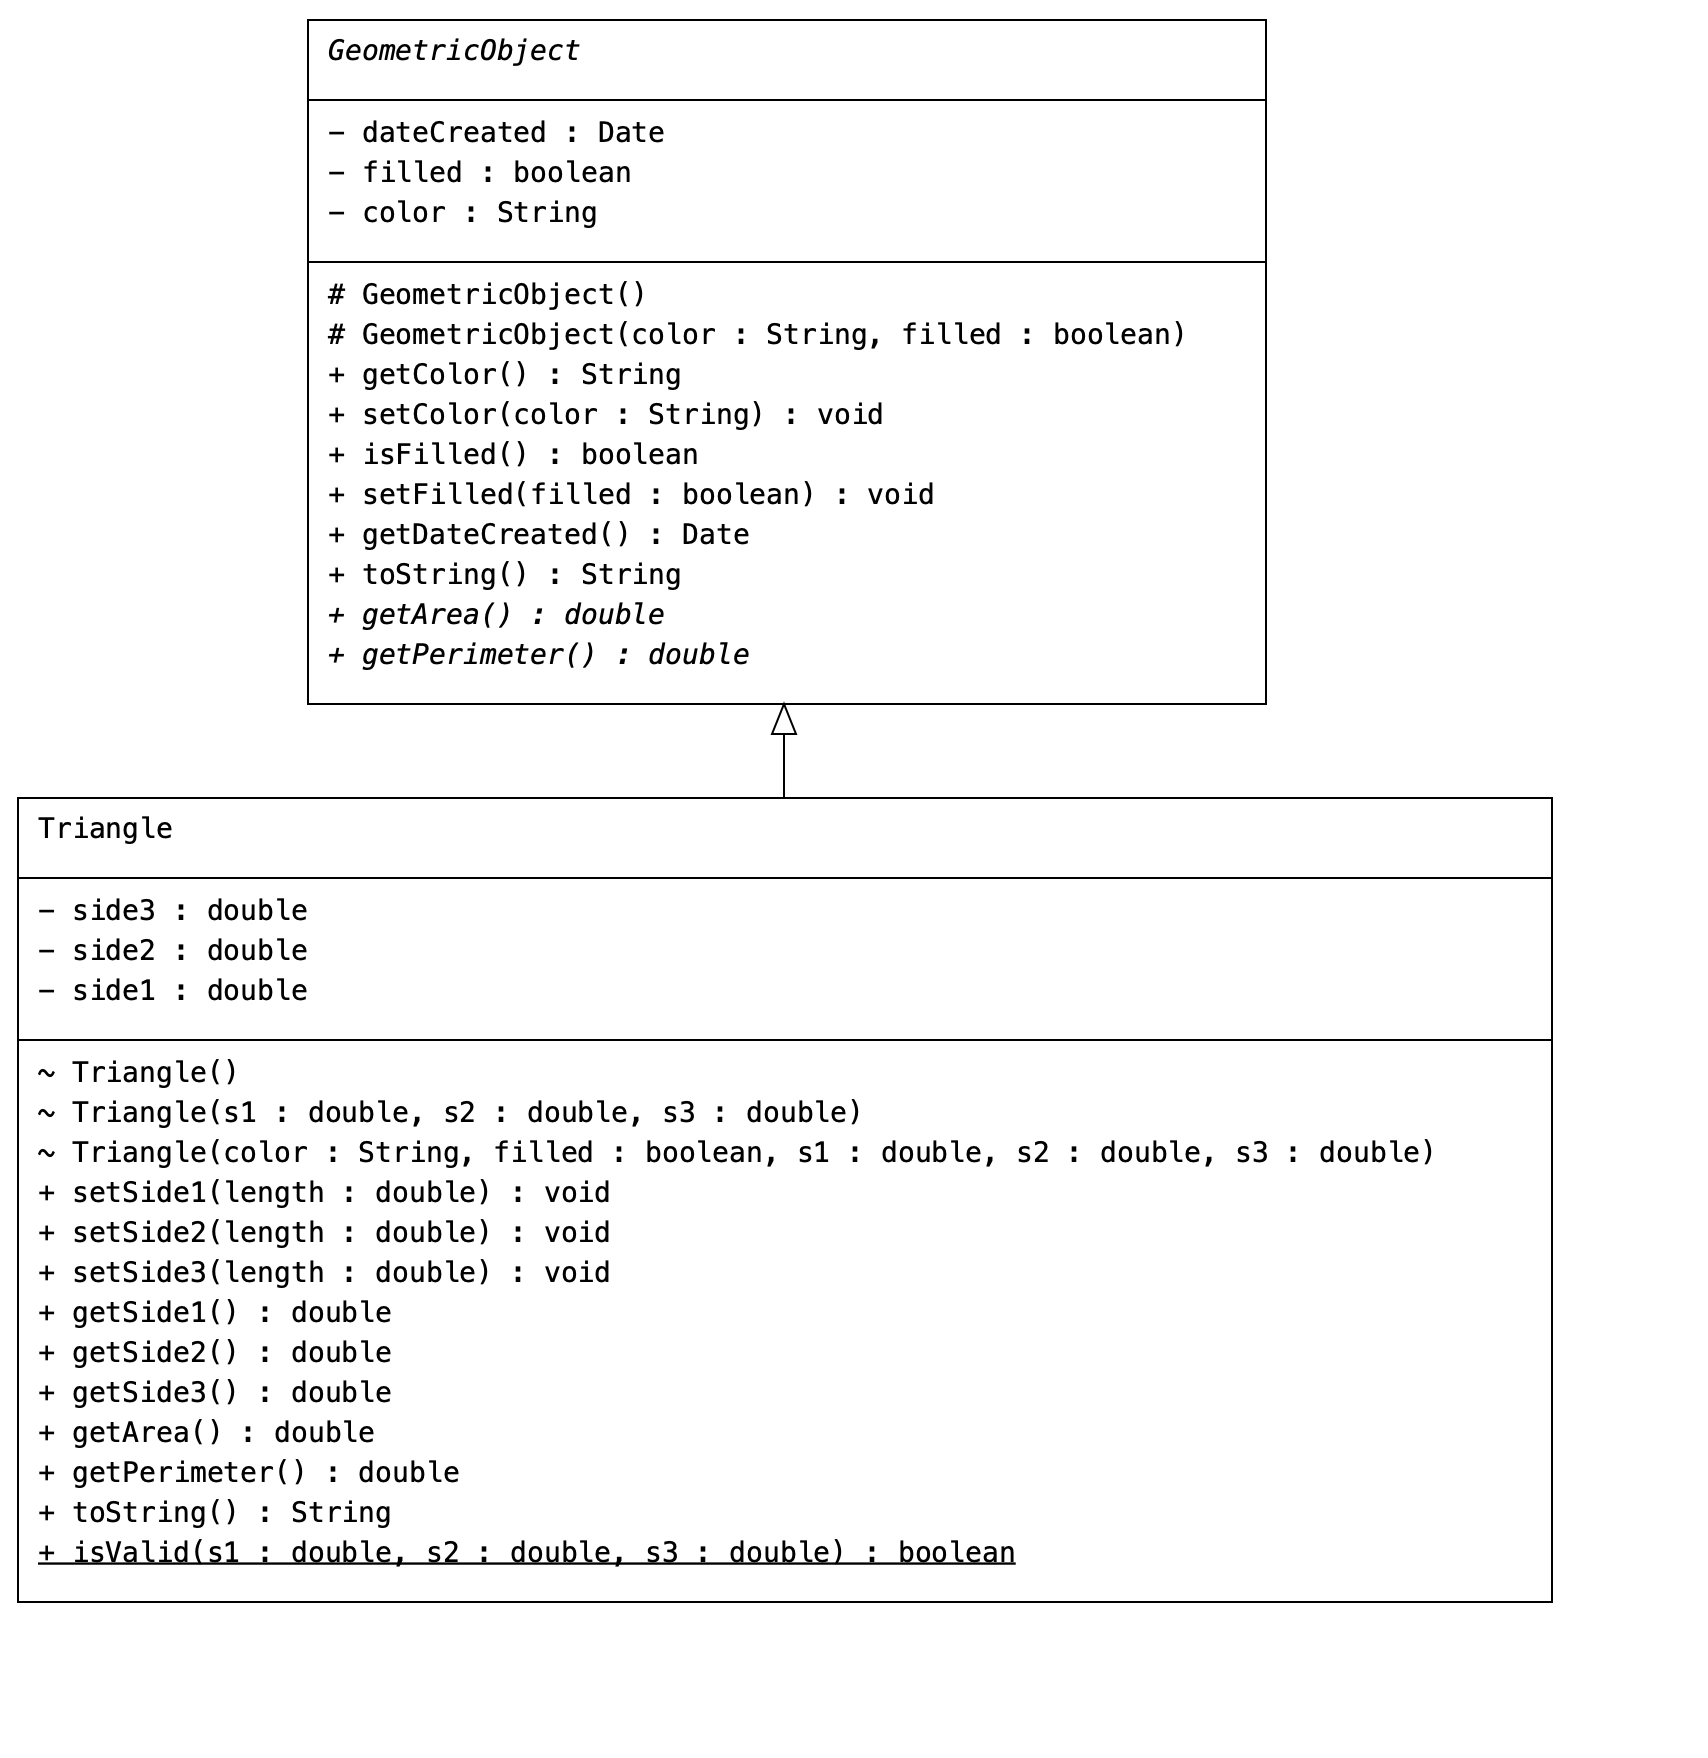 GeometricObject
- dateCreated : Date
- filled : boolean
- color : String
# GeometricObject()
# GeometricObject(color : String, filled : boolean)
+ getColor() : String
+ setColor(color : String) : void
+ isFilled() : boolean
+ setFilled(filled : boolean) : void
+ getDateCreated() : Date
+ toString() : String
+ getArea() : double
+ getPerimeter() : double
Triangle
- side3 : double
- side2 : double
- side1 : double
~ Triangle()
~ Triangle(s1 : double, s2 : double, s3 : double)
~ Triangle(color : String, filled : boolean, s1 : double, s2 : double, s3 : double)
+ setSide1(length : double) : void
+ setSide2(length : double) : void
+ setSide3(length : double) : void
+ getSide1() : double
+ getSide2() : double
+ getSide3() : double
+ getArea() : double
+ getPerimeter() : double
+ toString() : String
+ isValid(s1 : double, s2 : double, s3 : double) : boolean